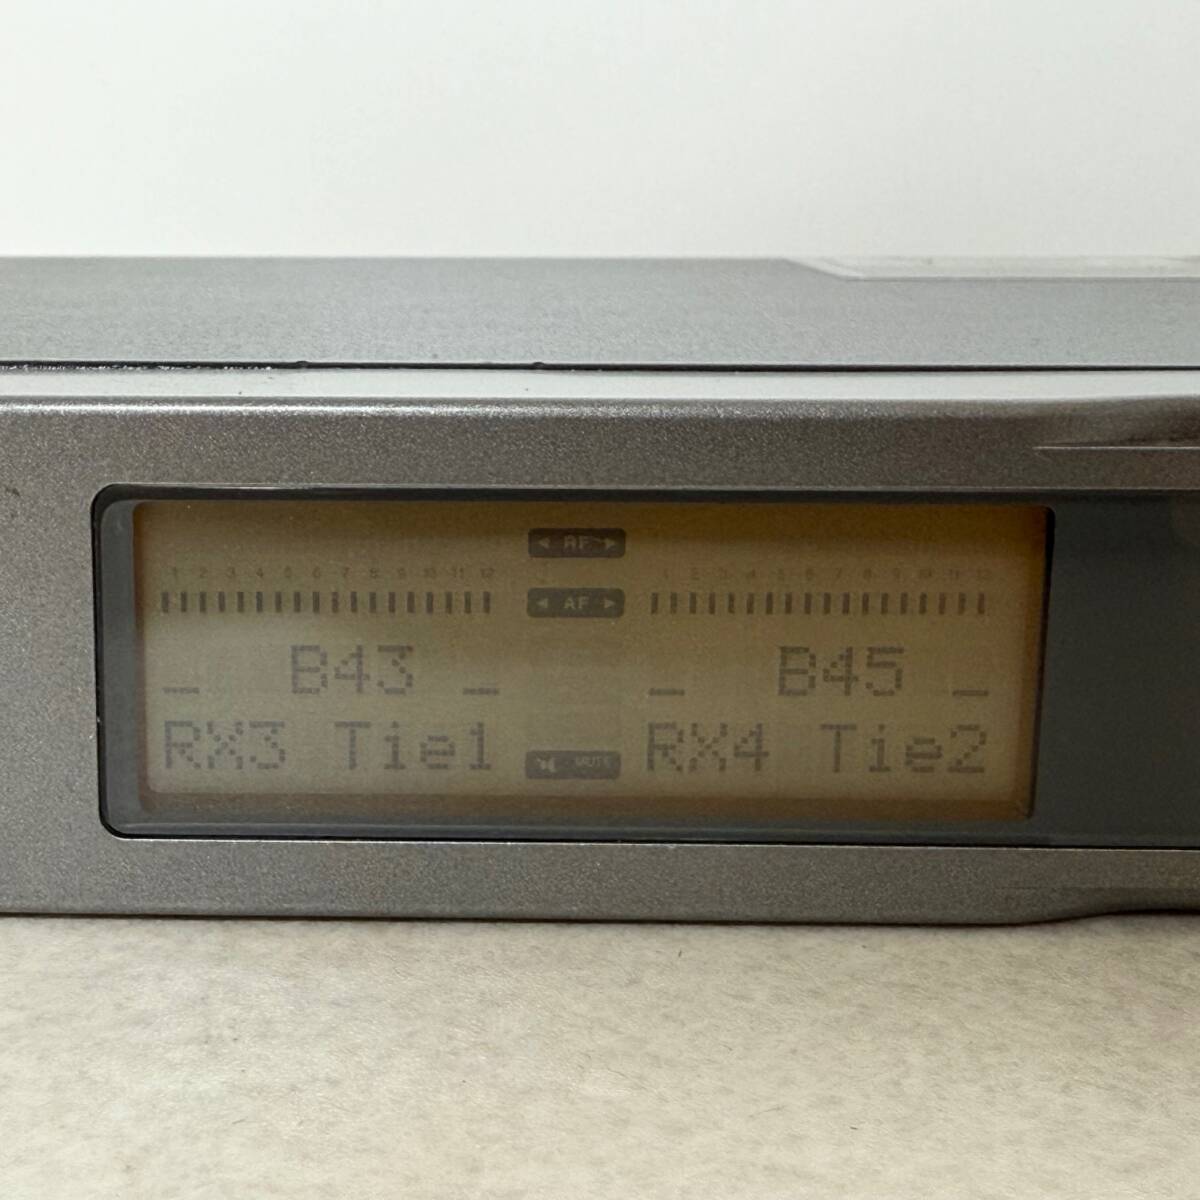 ◄ RF ►
1 2 3 4 5 6 7 8 9 10 11 12
◄ AF ►
1 2 3 4 5 6 7 8 9 10 11 12
_ B43 _
_ B45 _
RX3 Tie1
MUTE
RX4 Tie2